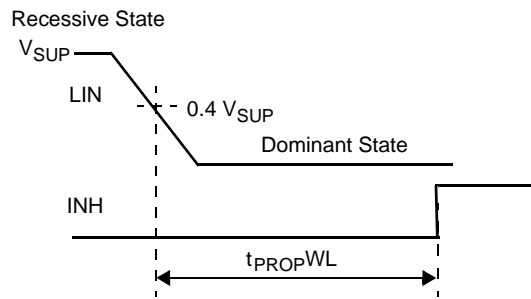 Recessive State
VSUP
LIN
0.4 VSUP
Dominant State
INH
tPROPWL